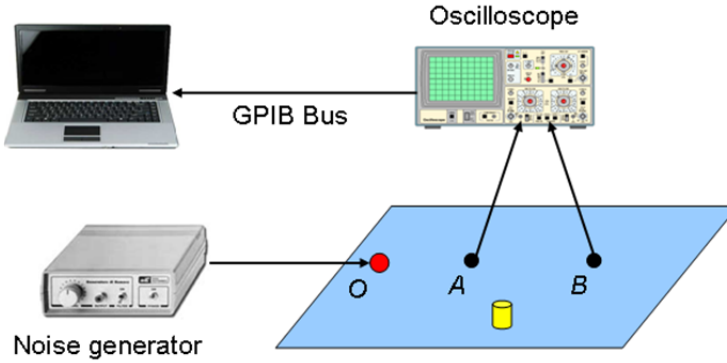 Oscilloscope
GPIB Bus
O
A
B
Noise generator